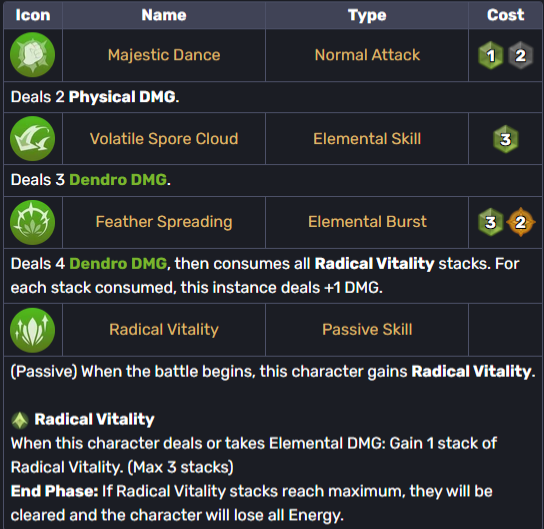 Icon Name Type Cost
Majestic Dance Normal Attack 1 2
Deals 2 Physical DMG.
Volatile Spore Cloud Elemental Skill 3
Deals 3 Dendro DMG.
Feather Spreading Elemental Burst 3 2
Deals 4 Dendro DMG, then consumes all Radical Vitality stacks. For
each stack consumed, this instance deals +1 DMG.
Radical Vitality Passive Skill
(Passive) When the battle begins, this character gains Radical Vitality.
Radical Vitality
When this character deals or takes Elemental DMG: Gain 1 stack of
Radical Vitality. (Max 3 stacks)
End Phase: If Radical Vitality stacks reach maximum, they will be
cleared and the character will lose all Energy.